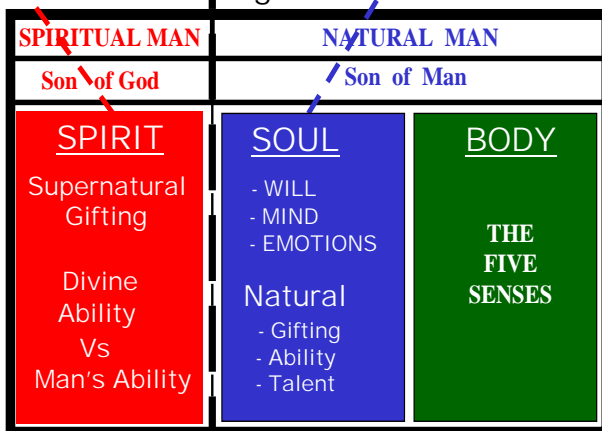 SPIRITUAL MAN
NATURAL MAN
Son of God
Son of Man
SPIRIT
Supernatural
Gifting
Divine
Ability
Vs
Man's Ability
SOUL
- WILL
- MIND
- EMOTIONS
Natural
- Gifting
- Ability
- Talent
BODY
THE
FIVE
SENSES